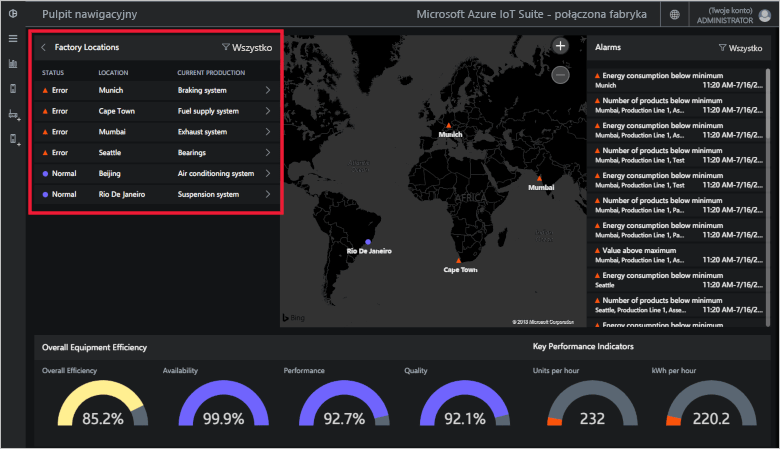 Pulpit nawigacyjny
Microsoft Azure IoT Suite - połączona fabryka
(Twoje konto)
ADMINISTRATOR
Factory Locations
Wszystko
STATUS LOCATION CURRENT PRODUCTION
Error Munich Braking system
Error Cape Town Fuel supply system
Error Mumbai Exhaust system
Error Seattle Bearings
Normal Beijing Air conditioning system
Normal Rio De Janeiro Suspension system
Munich
Mumbai
AFRICA
Rio De Janeiro
Cape Town
Bing
© 2018 Microsoft Corporation
Alarms
Wszystko
Energy consumption below minimum
Munich 11:20 AM-7/16/2...
Number of products below minimum
Mumbai, Production Line 1, As... 11:20 AM-7/16/2...
Energy consumption below minimum
Mumbai, Production Line 1, As... 11:20 AM-7/16/2...
Number of products below minimum
Mumbai, Production Line 1, Test 11:20 AM-7/16/2...
Energy consumption below minimum
Mumbai, Production Line 1, Test 11:20 AM-7/16/2...
Number of products below minimum
Mumbai, Production Line 1, Pa... 11:20 AM-7/16/2...
Energy consumption below minimum
Mumbai, Production Line 1, Pa... 11:20 AM-7/16/2...
Value above maximum
Mumbai, Production Line 1, As... 11:20 AM-7/16/2...
Energy consumption below minimum
Seattle 11:20 AM-7/16/2...
Number of products below minimum
Seattle, Production Line 1, Asse... 11:20 AM-7/16/2...
Energy consumption below minimum
Overall Equipment Efficiency
Key Performance Indicators
Overall Efficiency Availability Performance Quality Units per hour kWh per hour
85.2% 99.9% 92.7% 92.1% 232 220.2